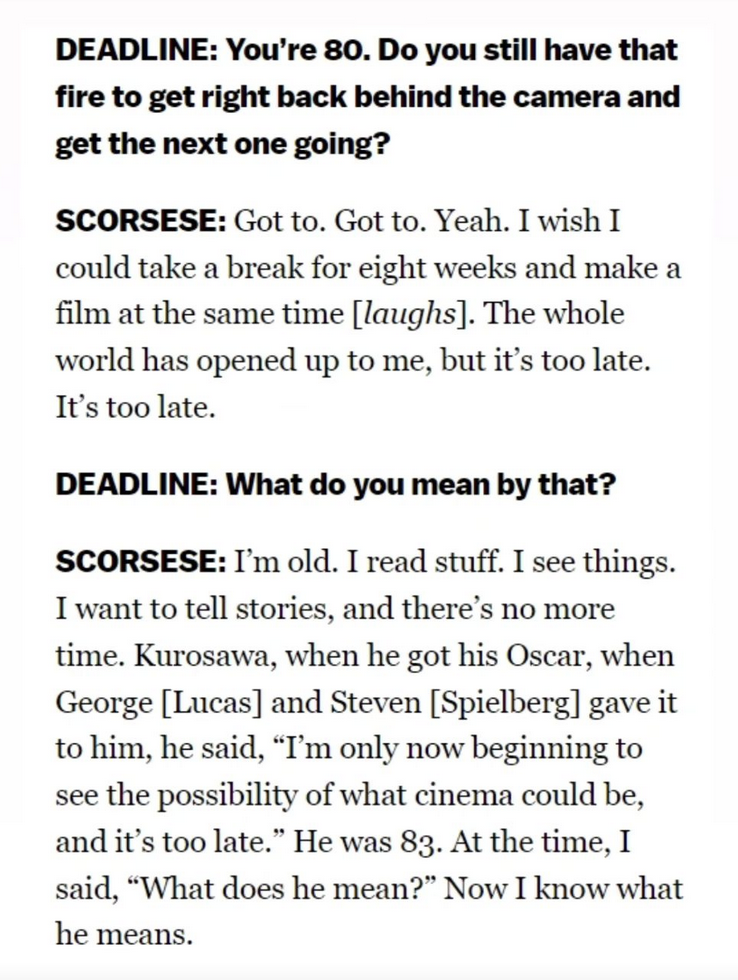 DEADLINE: You’re 80. Do you still have that
fire to get right back behind the camera and
get the next one going?
SCORSESE: Got to. Got to. Yeah. I wish I
could take a break for eight weeks and make a
film at the same time [laughs]. The whole
world has opened up to me, but it’s too late.
It’s too late.
DEADLINE: What do you mean by that?
SCORSESE: I’m old. I read stuff. I see things.
I want to tell stories, and there’s no more
time. Kurosawa, when he got his Oscar, when
George [Lucas] and Steven [Spielberg] gave it
to him, he said, “I’m only now beginning to
see the possibility of what cinema could be,
and it’s too late.” He was 83. At the time, I
said, “What does he mean?” Now I know what
he means.